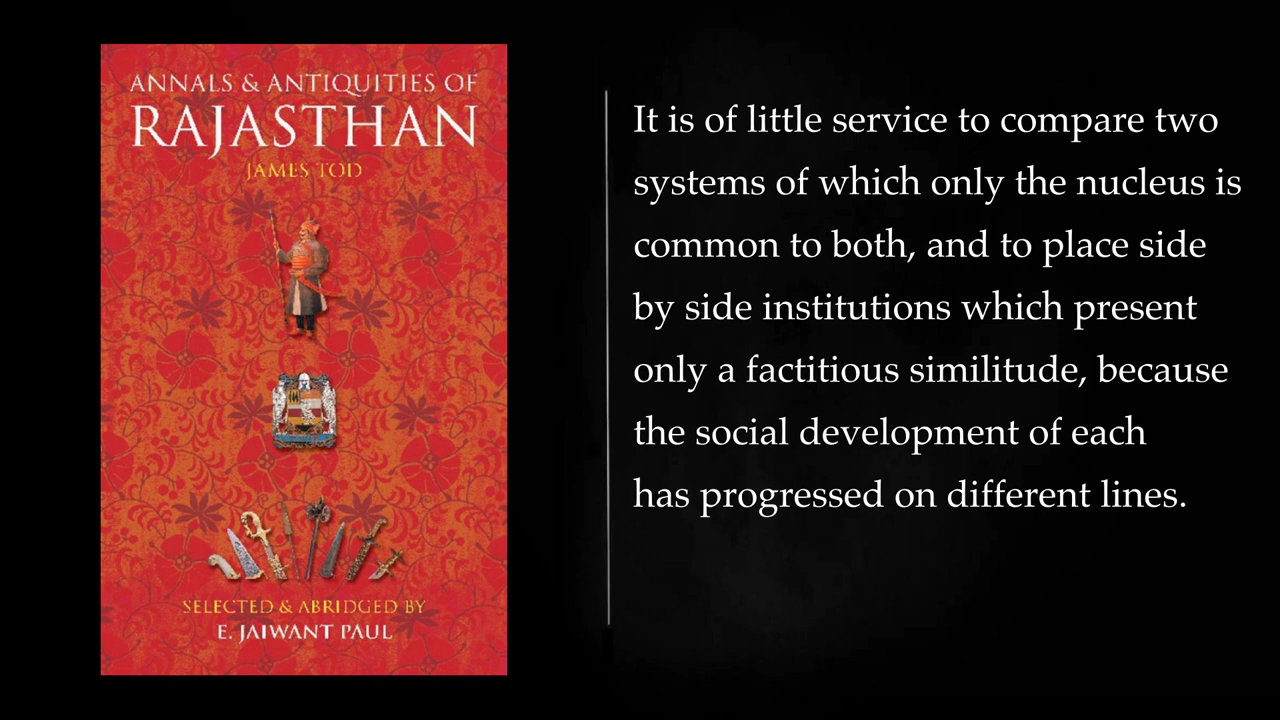 ANNALS & ANTIQUITIES OF
RAJASTHAN
JAMES TOD
SELECTED & ABRIDGED BY
E. JAIWANT PAUL
It is of little service to compare two
systems of which only the nucleus is
common to both, and to place side
by side institutions which present
only a factitious similitude, because
the social development of each
has progressed on different lines.